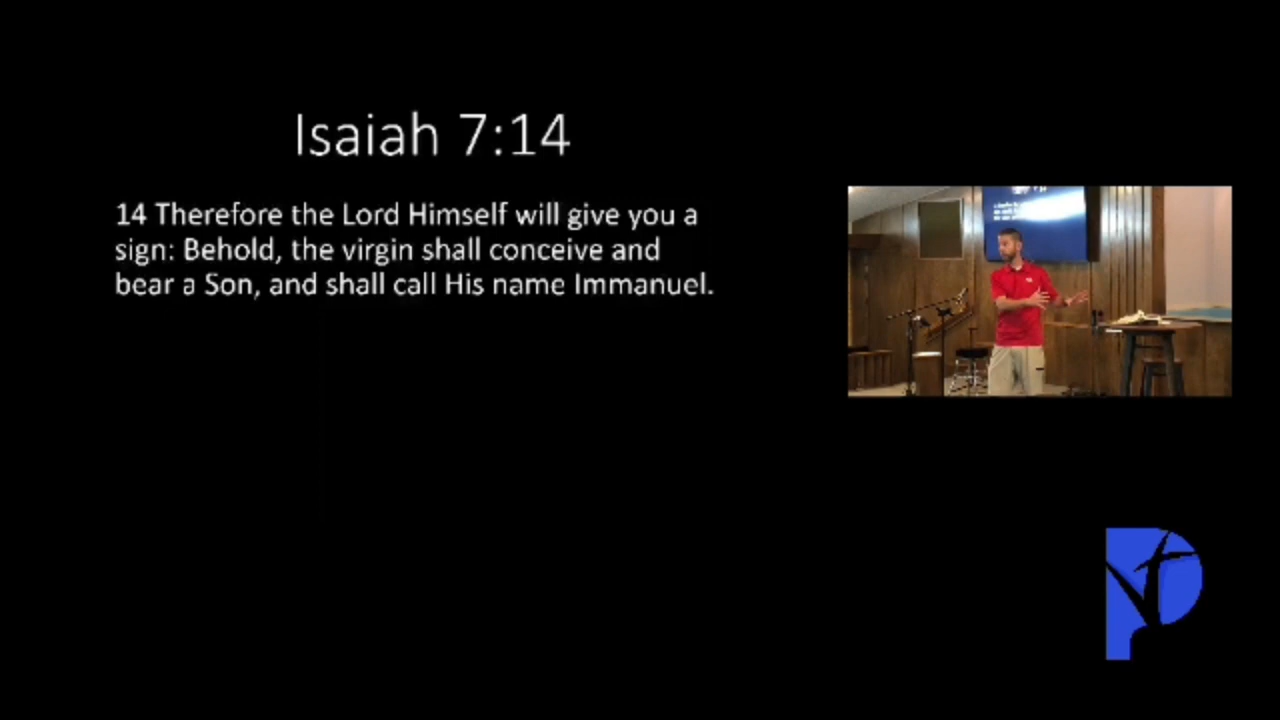 Isaiah 7:14
14 Therefore the Lord Himself will give you a
sign: Behold, the virgin shall conceive and
bear a Son, and shall call His name Immanuel.